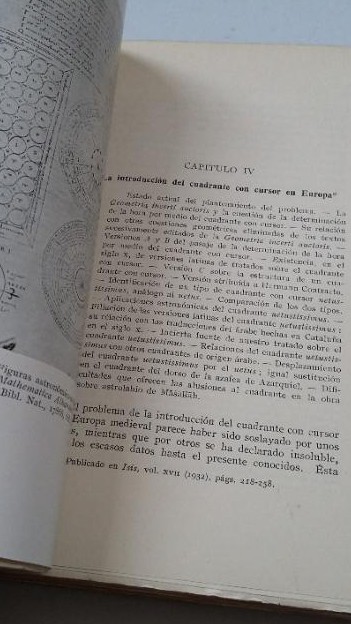 CAPITULO IV
La introducción del cuadrante con cursor en Europa*
Estado actual del planteamiento del problema. — La
Geometria incerti auctoris y la cuestión de la determinación
de la hora por medio del cuadrante con cursor. — Su relación
con otras cuestiones geométricas
sucesivamente de la Geometria incerti auctoris. —
Versiones A y B del pasaje de la determinación de la hora
por medio del cuadrante con cursor. — Existencia, en el
siglo x, de versiones latinas de tratados sobre el cuadrante
con cursor. — Versión C sobre la estructura de un cua-
drante con cursor. — Versión atribuída a Hermann Contracto.
— Identificación de un tipo de cuadrante con cursor vetus-
tissimus, análogo al vetus. — Comparación de los dos tipos.
Aplicaciones astronómicas del cuadrante vetustissimus:
filiación de las versiones latinas del cuadrante vetustissimus;
su relación con las traducciones del árabe hechas en Cataluña
en el siglo x. — Incierta fuente de nuestro tratado sobre el
cuadrante vetustissimus. — Relaciones del cuadrante vetustis-
simus con otros cuadrantes de origen árabe. — Desplazamiento
del cuadrante vetustissimus por el vetus; igual sustitución
en el cuadrante del dorso de la azafea de Azarquiel. — Difi-
cultades que ofrecen las alusiones al cuadrante en la obra
sobre astrolabio de Māšāllāh.
l problema de la introducción del cuadrante con cursor
Europa medieval parece haber sido soslayado por unos
s, mientras que por otros se ha declarado insoluble,
los escasos datos hasta el presente conocidos. Ésta
Publicado en Isis, vol. XVII (1932), págs. 218-258.
iguras astronómicas
Mathematica
Bibl. Nat.,